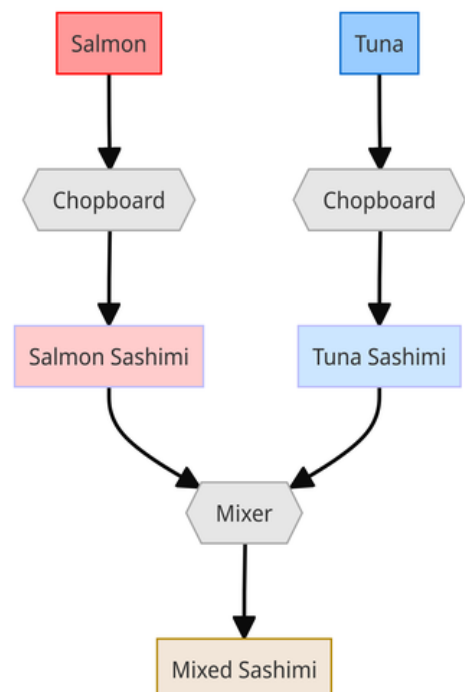 Salmon
Tuna
Chopboard
Chopboard
Salmon Sashimi
Tuna Sashimi
Mixer
Mixed Sashimi